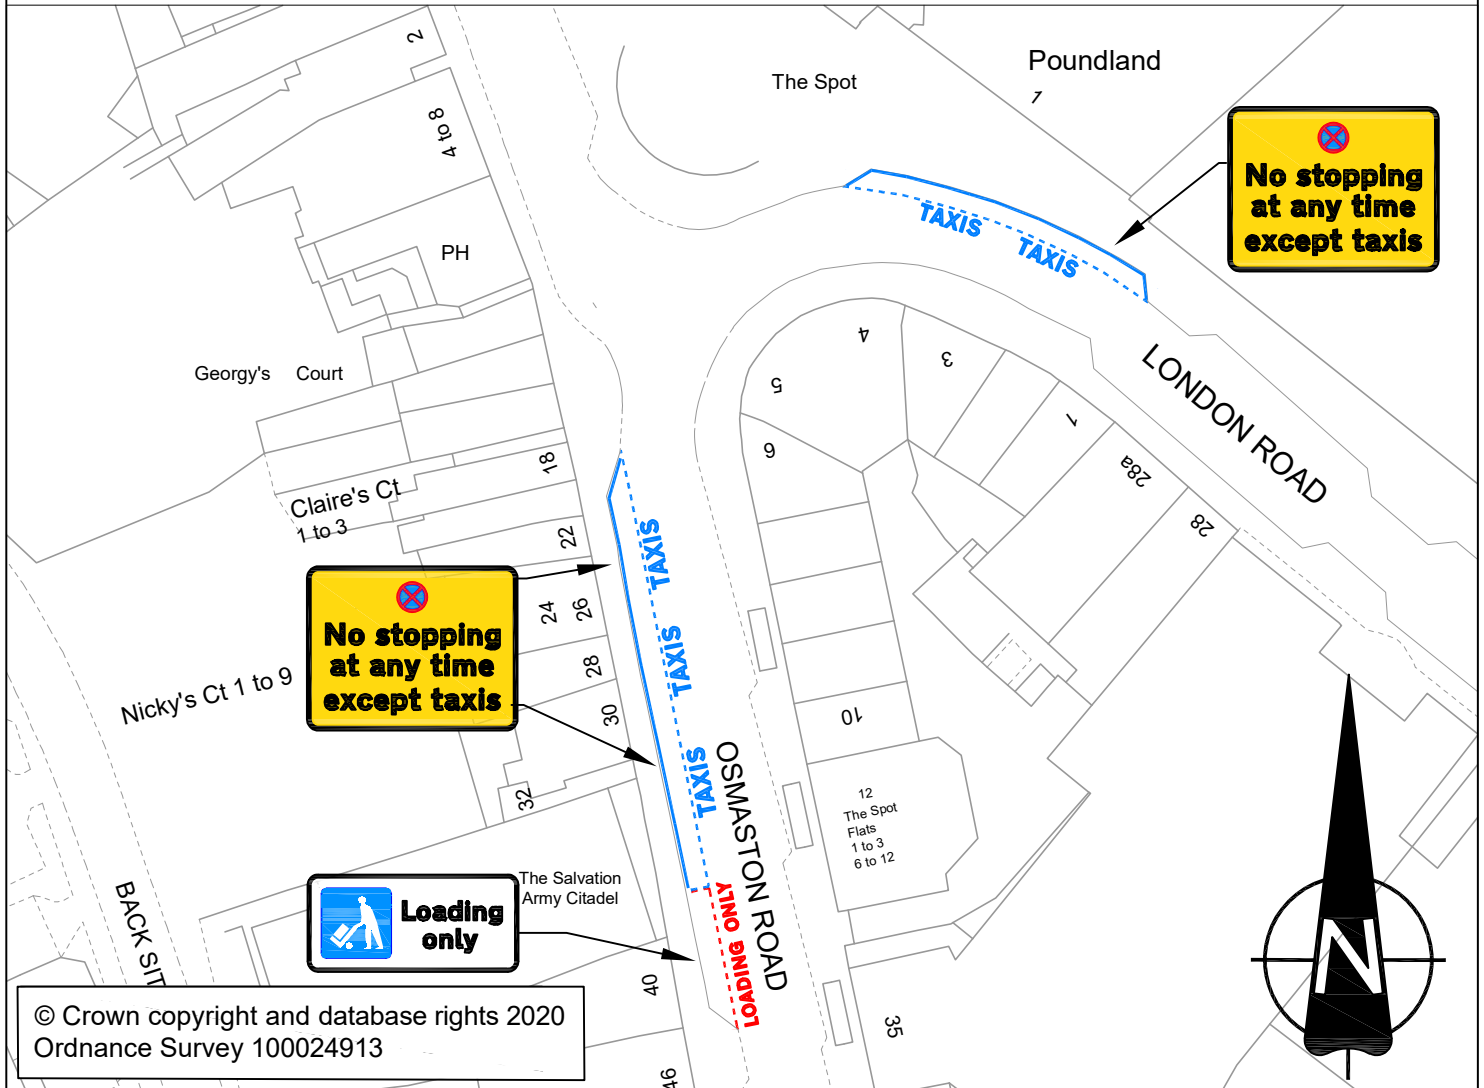 2
4 to 8
The Spot
Poundland
1
No stopping
at any time
except taxis
TAXIS
TAXIS
PH
Georgy's Court
LONDON ROAD
4
3
5
6
7
28a
28
18
Claire's Ct
1 to 3
22
24
26
28
30
32
No stopping
at any time
except taxis
Nicky's Ct 1 to 9
TAXIS
TAXIS
TAXIS
OSMASTON ROAD
10
12
The Spot
Flats
1 to 3
6 to 12
The Salvation
Army Citadel
Loading
only
LOADING ONLY
BACK SIT
40
35
46
N
© Crown copyright and database rights 2020
Ordnance Survey 100024913